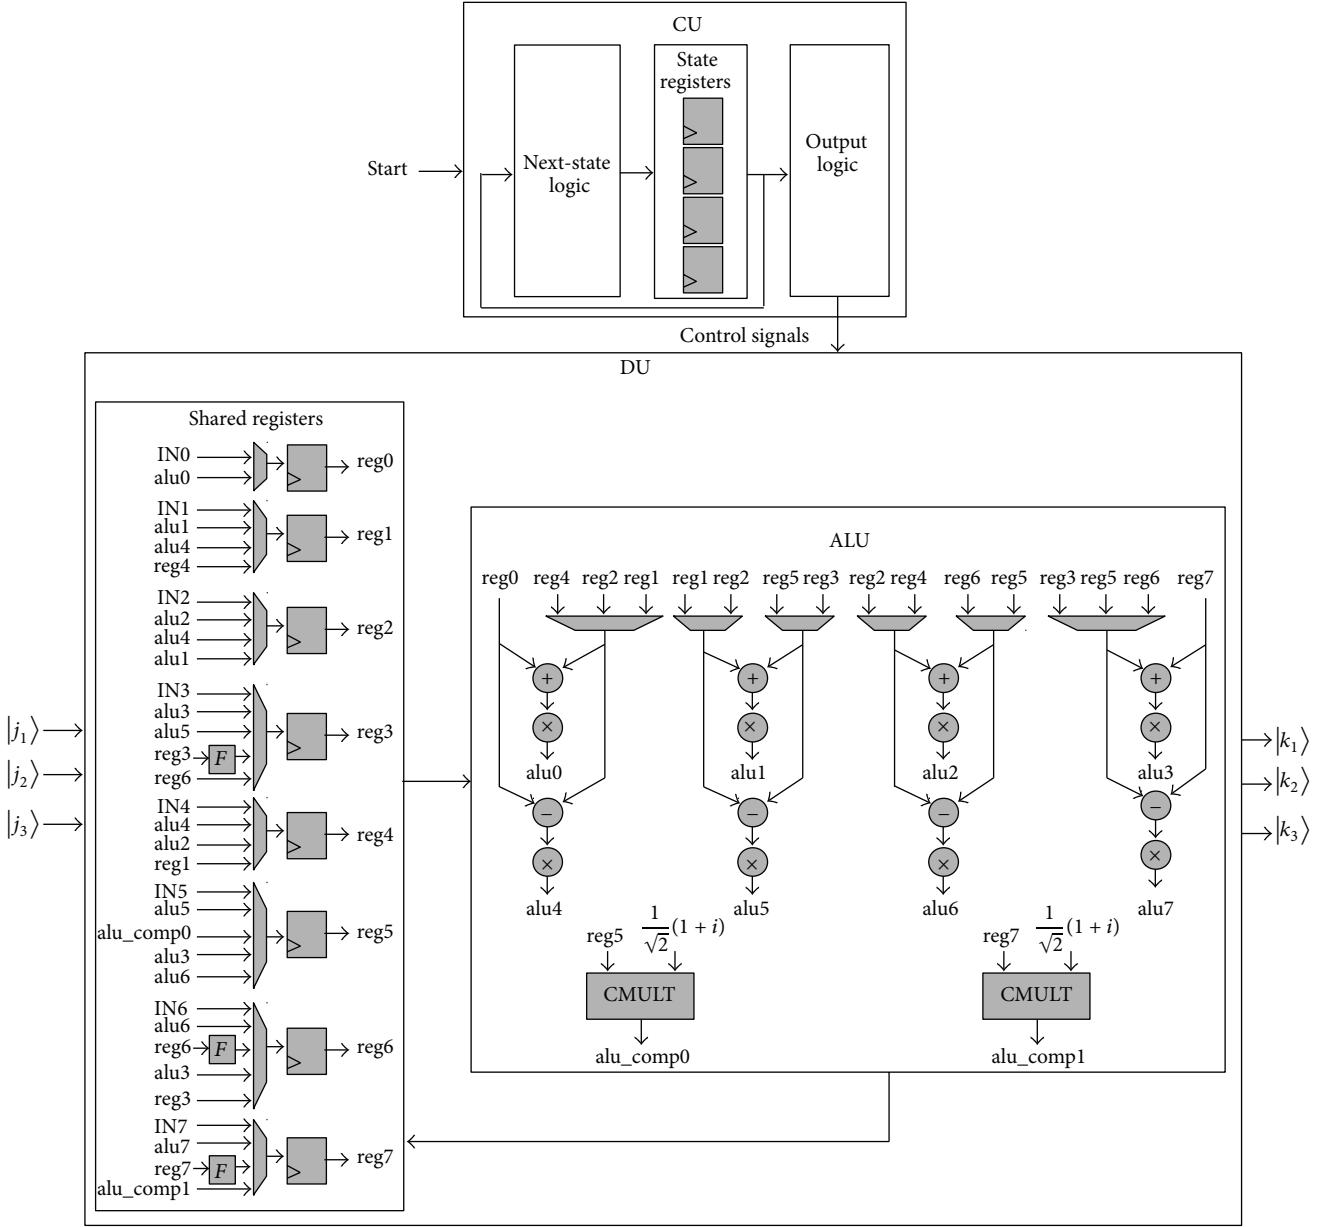 CU
State
registers
Next-state
logic
Output
logic
Start
Control signals
DU
Shared registers
IN0
alu0
reg0
IN1
alu1
alu4
reg4
reg1
IN2
alu2
alu4
alu1
reg2
IN3
alu3
alu5
reg3
F
reg6
reg3
IN4
alu4
alu2
reg1
reg4
IN5
alu5
alu_comp0
alu3
alu6
reg5
IN6
alu6
reg6
F
alu3
reg3
reg6
IN7
alu7
reg7
F
alu_comp1
reg7
|j₁⟩
|j₂⟩
|j₃⟩
ALU
reg0 reg4 reg2 reg1 reg1 reg2 reg5 reg3 reg2 reg4 reg6 reg5 reg3 reg5 reg6 reg7
+ + + +
× × × ×
alu0 alu1 alu2 alu3
− − − −
× × × ×
alu4 alu5 alu6 alu7
reg5 1/√2 (1 + i)
CMULT
alu_comp0
reg7 1/√2 (1 + i)
CMULT
alu_comp1
|k₁⟩
|k₂⟩
|k₃⟩